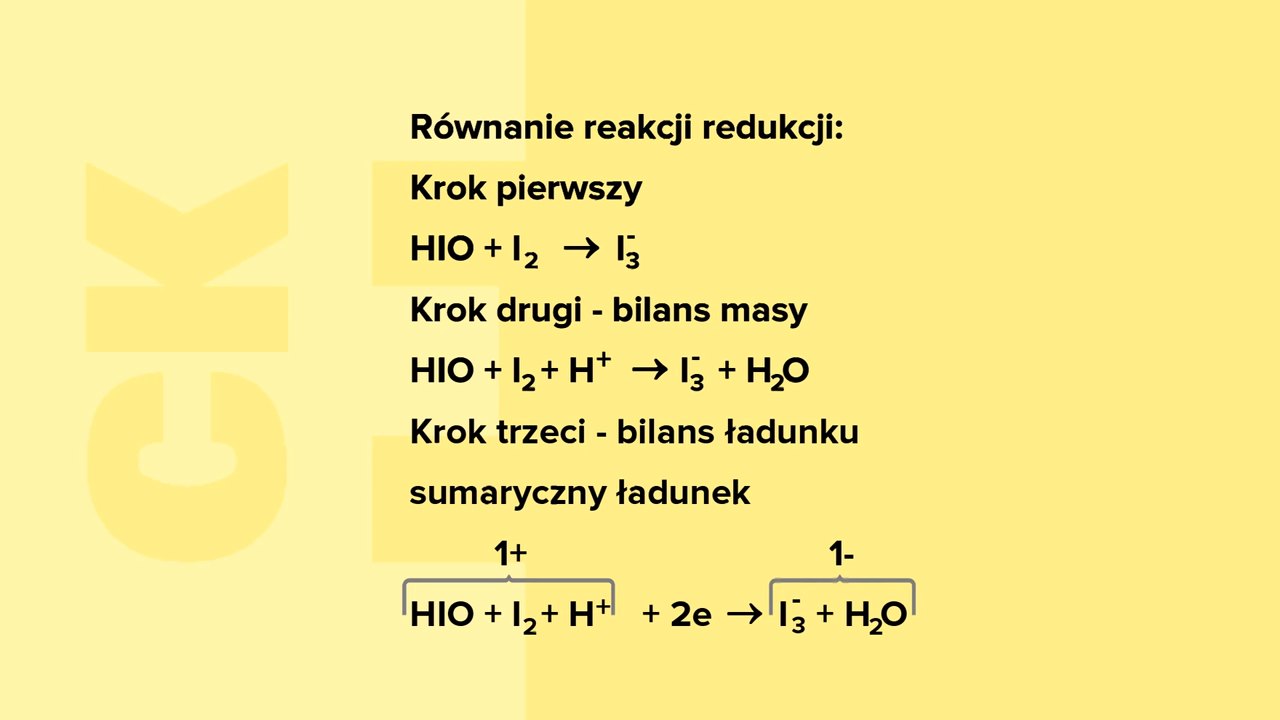 Równanie reakcji redukcji:
Krok pierwszy
HIO + I₂ → I₃⁻
Krok drugi - bilans masy
HIO + I₂ + H⁺ → I₃⁻ + H₂O
Krok trzeci - bilans ładunku
sumaryczny ładunek
1+ 1-
HIO + I₂ + H⁺ + 2e → I₃⁻ + H₂O
CK